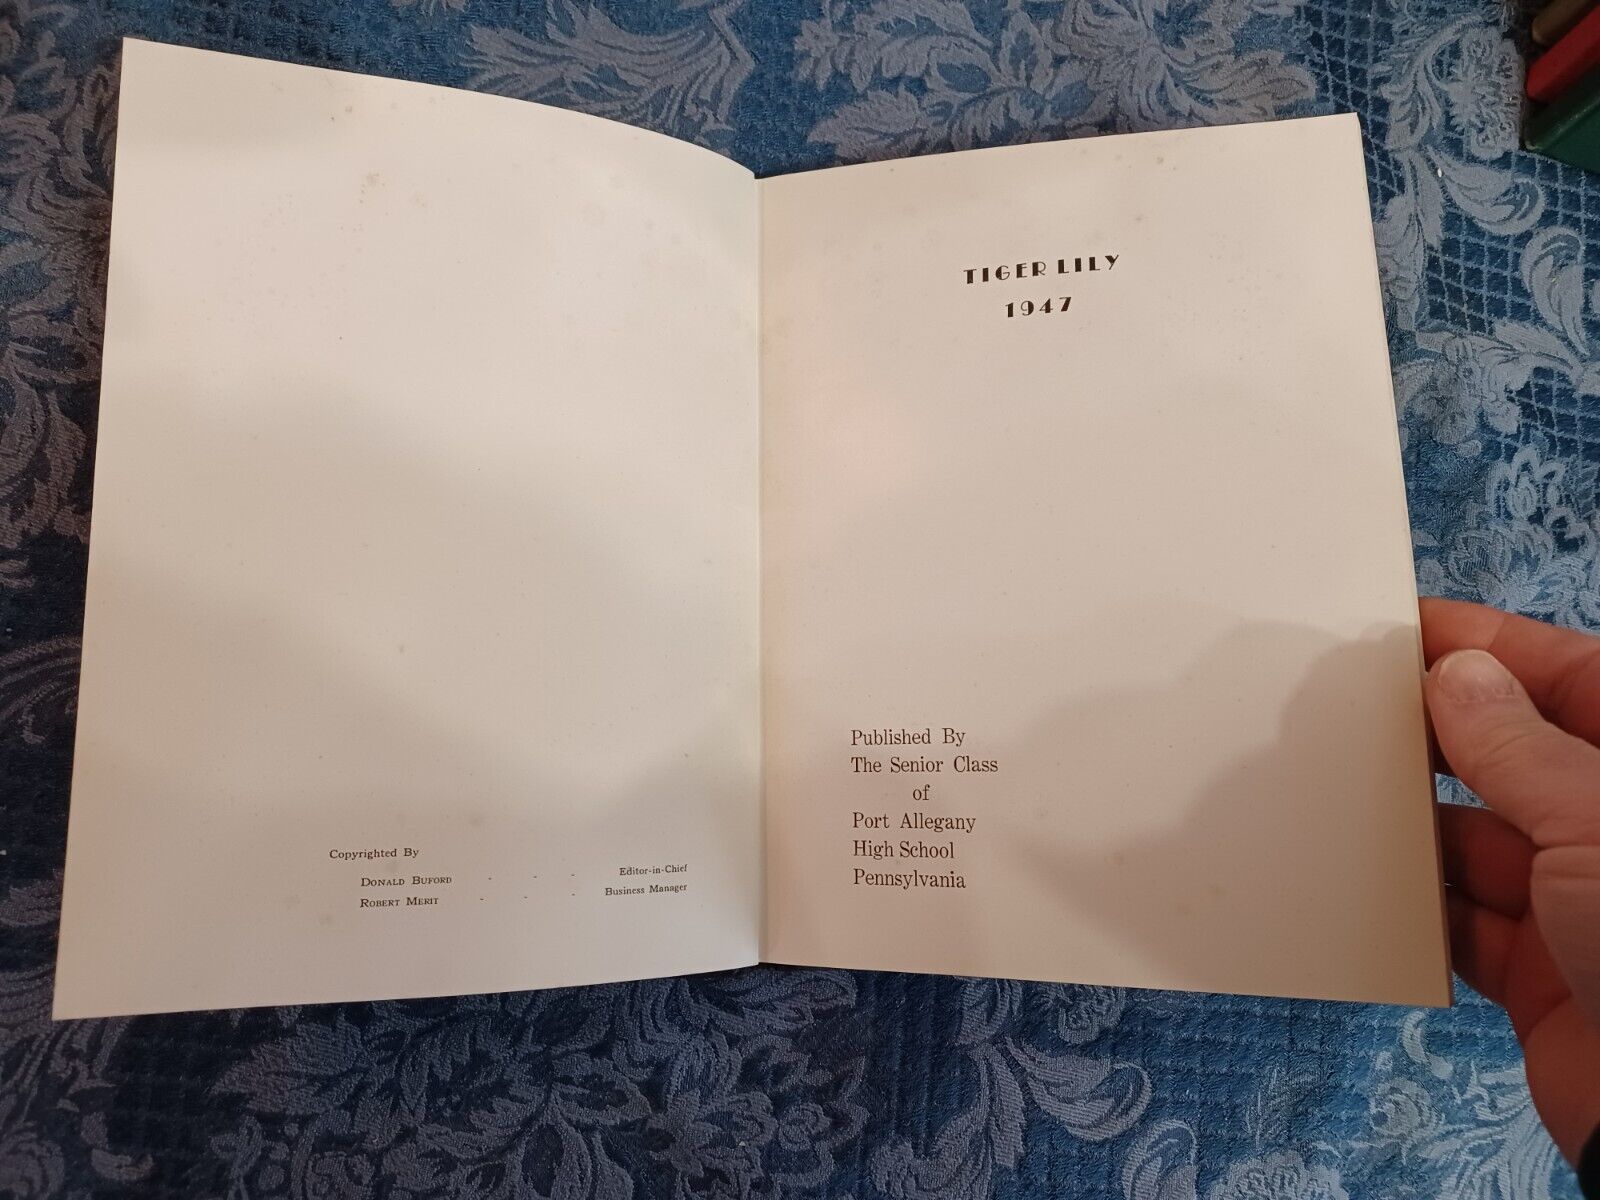 Copyrighted By
DONALD BUFORD - - - Editor-in-Chief
ROBERT MERIT - - - Business Manager
TIGER LILY
1947
Published By
The Senior Class
of
Port Allegany
High School
Pennsylvania